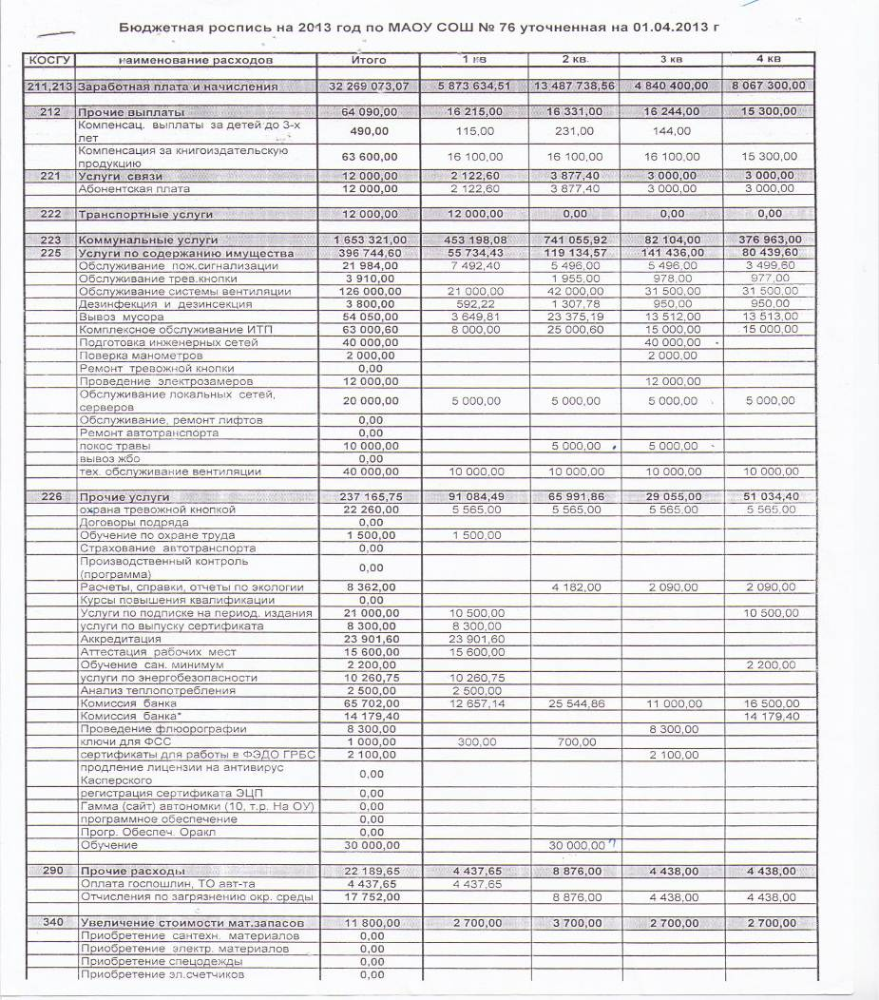 Бюджетная роспись на 2013 год по МАОУ СОШ № 76 уточненная на 01.04.2013 г
КОСГУ наименование расходов Итого 1 кв 2 кв. 3 кв 4 кв
211,213 Заработная плата и начисления 32 269 073,07 5 873 634,51 13 487 738,56 4 840 400,00 8 067 300,00
212 Прочие выплаты 64 090,00 16 215,00 16 331,00 16 244,00 15 300,00
Компенсац. выплаты за детей до 3-х
лет 490,00 115,00 231,00 144,00
Компенсация за книгоиздательскую
продукцию 63 600,00 16 100,00 16 100,00 16 100,00 15 300,00
221 Услуги связи 12 000,00 2 122,60 3 877,40 3 000,00 3 000,00
Абонентская плата 12 000,00 2 122,60 3 877,40 3 000,00 3 000,00
222 Транспортные услуги 12 000,00 12 000,00 0,00 0,00 0,00
223 Коммунальные услуги 1 653 321,00 453 198,08 741 055,92 82 104,00 376 963,00
225 Услуги по содержанию имущества 396 744,60 55 734,43 119 134,57 141 436,00 80 439,60
Обслуживание пож.сигнализации 21 984,00 7 492,40 5 496,00 5 496,00 3 499,60
Обслуживание трев.кнопки 3 910,00 1 955,00 978,00 977,00
Обслуживание системы вентиляции 126 000,00 21 000,00 42 000,00 31 500,00 31 500,00
Дезинфекция и дезинсекция 3 800,00 592,22 1 307,78 950,00 950,00
Вывоз мусора 54 050,00 3 649,81 23 375,19 13 512,00 13 513,00
Комплексное обслуживание ИТП 63 000,60 8 000,00 25 000,60 15 000,00 15 000,00
Подготовка инженерных сетей 40 000,00 40 000,00
Поверка манометров 2 000,00 2 000,00
Ремонт тревожной кнопки 0,00
Проведение электрозамеров 12 000,00 12 000,00
Обслуживание локальных сетей,
серверов 20 000,00 5 000,00 5 000,00 5 000,00 5 000,00
Обслуживание, ремонт лифтов 0,00
Ремонт автотранспорта 0,00
покос травы 10 000,00 5 000,00 5 000,00
вывоз жбо 0,00
тех. обслуживание вентиляции 40 000,00 10 000,00 10 000,00 10 000,00 10 000,00
226 Прочие услуги 237 165,75 91 084,49 65 991,86 29 055,00 51 034,40
охрана тревожной кнопкой 22 260,00 5 565,00 5 565,00 5 565,00 5 565,00
Договоры подряда 0,00
Обучение по охране труда 1 500,00 1 500,00
Страхование автотранспорта 0,00
Производственный контроль
(программа) 0,00
Расчеты, справки, отчеты по экологии 8 362,00 4 182,00 2 090,00 2 090,00
Курсы повышения квалификации 0,00
Услуги по подписке на период. издания 21 000,00 10 500,00 10 500,00
услуги по выпуску сертификата 8 300,00 8 300,00
Аккредитация 23 901,60 23 901,60
Аттестация рабочих мест 15 600,00 15 600,00
Обучение сан. минимум 2 200,00 2 200,00
услуги по энергобезопасности 10 260,75 10 260,75
Анализ теплопотребления 2 500,00 2 500,00
Комиссия банка 65 702,00 12 657,14 25 544,86 11 000,00 16 500,00
Комиссия банка* 14 179,40 14 179,40
Проведение флюорографии 8 300,00 8 300,00
ключи для ФСС 1 000,00 300,00 700,00
сертификаты для работы в ФЭДО ГРБС 2 100,00 2 100,00
продление лицензии на антивирус
Касперского 0,00
регистрация сертификата ЭЦП 0,00
Гамма (сайт) автономки (10, т.р. На ОУ) 0,00
программное обеспечение 0,00
Прогр. Обеспеч. Оракл 0,00
Обучение 30 000,00 30 000,00
290 Прочие расходы 22 189,65 4 437,65 8 876,00 4 438,00 4 438,00
Оплата госпошлин, ТО авт-та 4 437,65 4 437,65
Отчисления по загрязнению окр. среды 17 752,00 8 876,00 4 438,00 4 438,00
340 Увеличение стоимости мат.запасов 11 800,00 2 700,00 3 700,00 2 700,00 2 700,00
Приобретение сантехн. материалов 0,00
Приобретение электр. материалов 0,00
Приобретение спецодежды 0,00
Приобретение эл.счетчиков 0,00